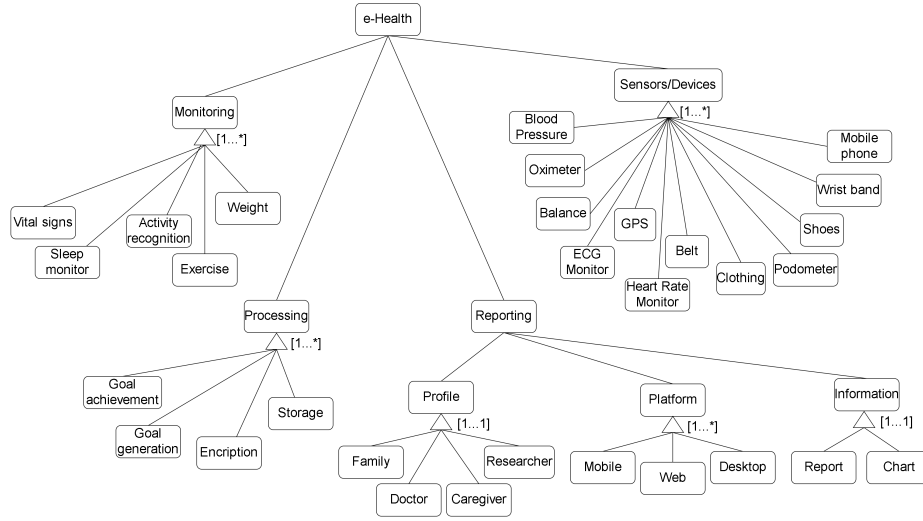 e-Health
Monitoring
[1...*]
Vital signs
Sleep
monitor
Activity
recognition
Exercise
Weight
Sensors/Devices
[1...*]
Blood
Pressure
Oximeter
Balance
ECG
Monitor
GPS
Heart Rate
Monitor
Belt
Clothing
Podometer
Shoes
Wrist band
Mobile
phone
Processing
[1...*]
Goal
achievement
Goal
generation
Encription
Storage
Reporting
Profile
[1...1]
Family
Doctor
Caregiver
Researcher
Platform
[1...*]
Mobile
Web
Desktop
Information
[1...1]
Report
Chart